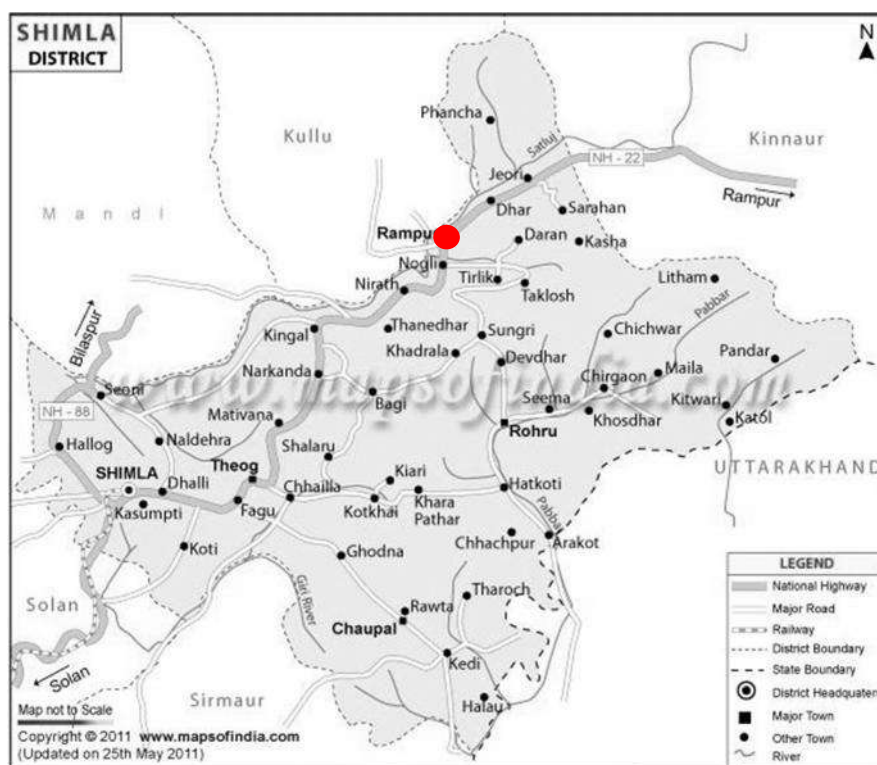 SHIMLA
DISTRICT
N
Phancha
Kullu
Kinnaur
Satluj
NH - 22
Jeori
Rampur
Dhar
Sarahan
Mandi
Rampu
Daran
Kasha
Nogli
Tirlik
Litham
Nirath
Taklosh
Pabbar
Bilaspur
Kingal
Thanedhar
Sungri
Chichwar
Khadrala
Devdhar
Pandar
Narkanda
Chirgaon
Maila
www.mapsofindia.com
Seoni
Bagi
Seema
Kitwari
NH - 88
Mativana
Khosdhar
Katol
Rohru
Hallog
Naldehra
Shalaru
UTTARAKHAND
SHIMLA
Theog
Kiari
Dhalli
Chhailla
Hatkoti
Kasumpti
Fagu
Kotkhai
Khara
Pathar
Pabbar
Chhachpur
Arakot
Koti
Ghodna
LEGEND
National Highway
Giri River
Tharoch
Major Road
Solan
Rawta
Railway
Chaupal
District Boundary
Kedi
State Boundary
Solan
Sirmaur
District Headquaten
Halau
Map not to Scale
Major Town
Copyright © 2011 www.mapsofindia.com
Other Town
(Updated on 25th May 2011)
River